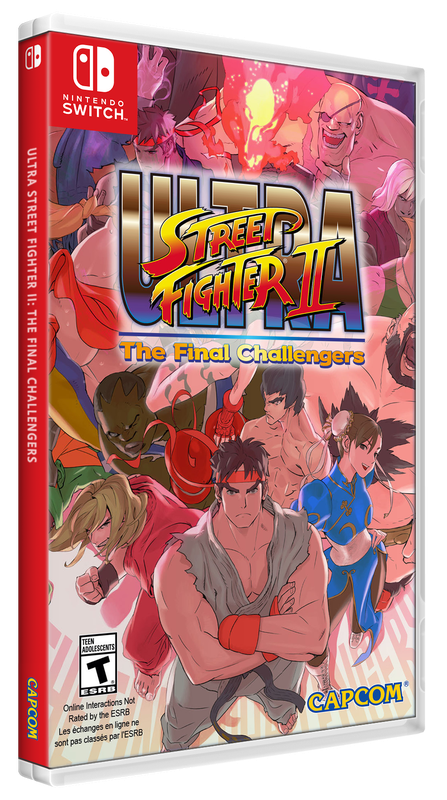 NINTENDO
SWITCH™
ULTRA STREET FIGHTER II: THE FINAL CHALLENGERS
CAPCOM
ULTRA
STREET
FIGHTER II
The Final Challengers
TEEN
ADOLESCENTS
T
ESRB
Online Interactions Not
Rated by the ESRB
Les échanges en ligne ne
sont pas classés par l'ESRB
CAPCOM®